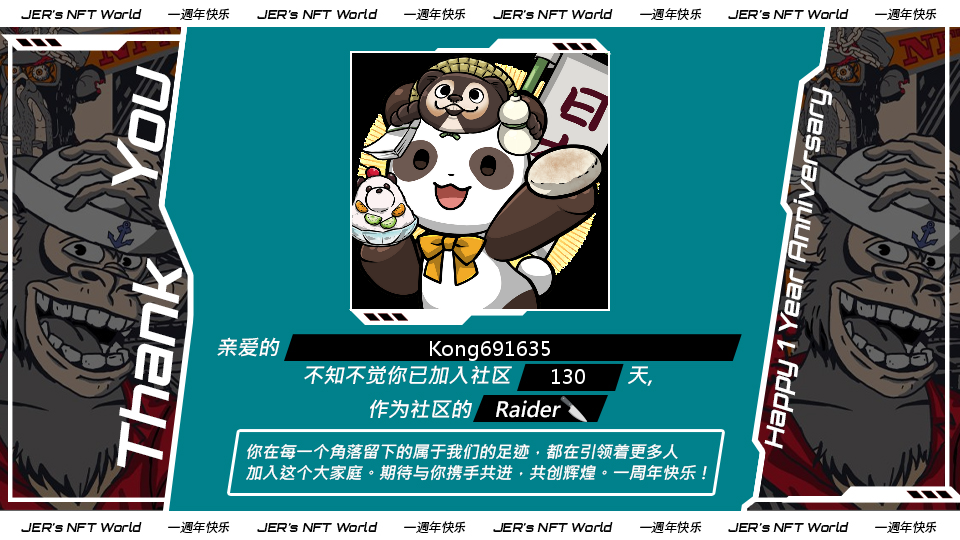 JER's NFT World 一週年快乐 JER's NFT World 一週年快乐 JER's NFT World 一週年快乐 JER's NFT World 一週年快乐
Thank You
日
Happy 1 Year Anniversary
亲爱的 Kong691635
不知不觉你已加入社区 130 天,
作为社区的 Raider
你在每一个角落留下的属于我们的足迹，都在引领着更多人
加入这个大家庭。期待与你携手共进，共创辉煌。一周年快乐！
JER's NFT World 一週年快乐 JER's NFT World 一週年快乐 JER's NFT World 一週年快乐 JER's NFT World 一週年快乐